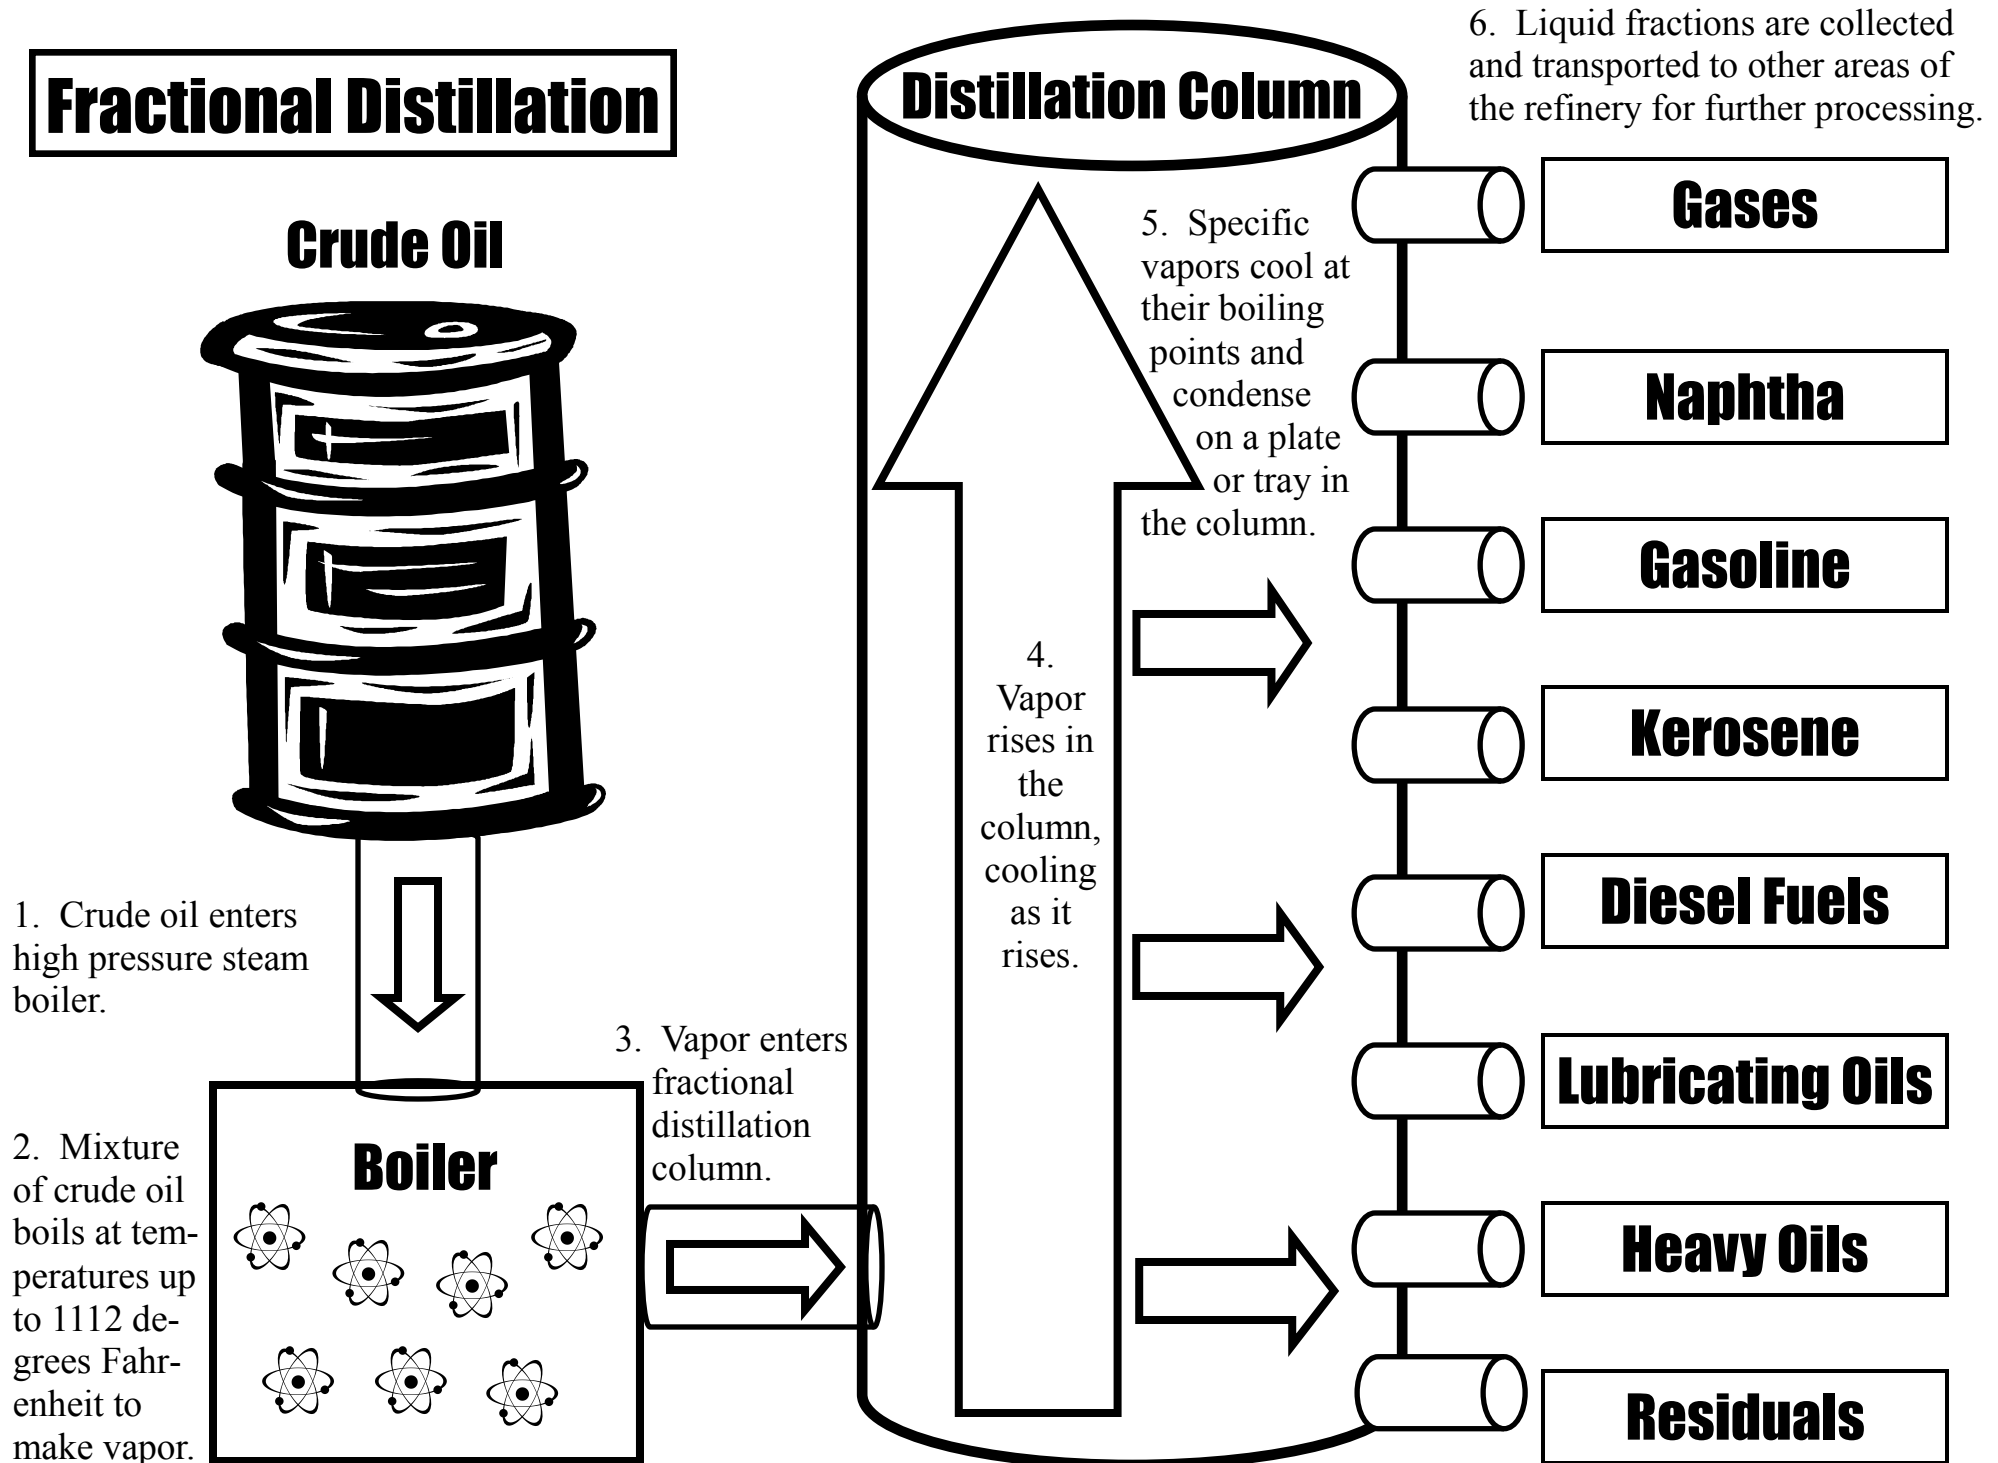 Fractional Distillation
Crude Oil
1.  Crude oil enters
high pressure steam
boiler.
2.  Mixture
of crude oil
boils at tem-
peratures up
to 1112 de-
grees Fahr-
enheit to
make vapor.
Boiler
3.  Vapor enters
fractional
distillation
column.
Distillation Column
4.
Vapor
rises in
the
column,
cooling
as it
rises.
5.  Specific
vapors cool at
their boiling
points and
condense
on a plate
or tray in
the column.
6.  Liquid fractions are collected
and transported to other areas of
the refinery for further processing.
Gases
Naphtha
Gasoline
Kerosene
Diesel Fuels
Lubricating Oils
Heavy Oils
Residuals